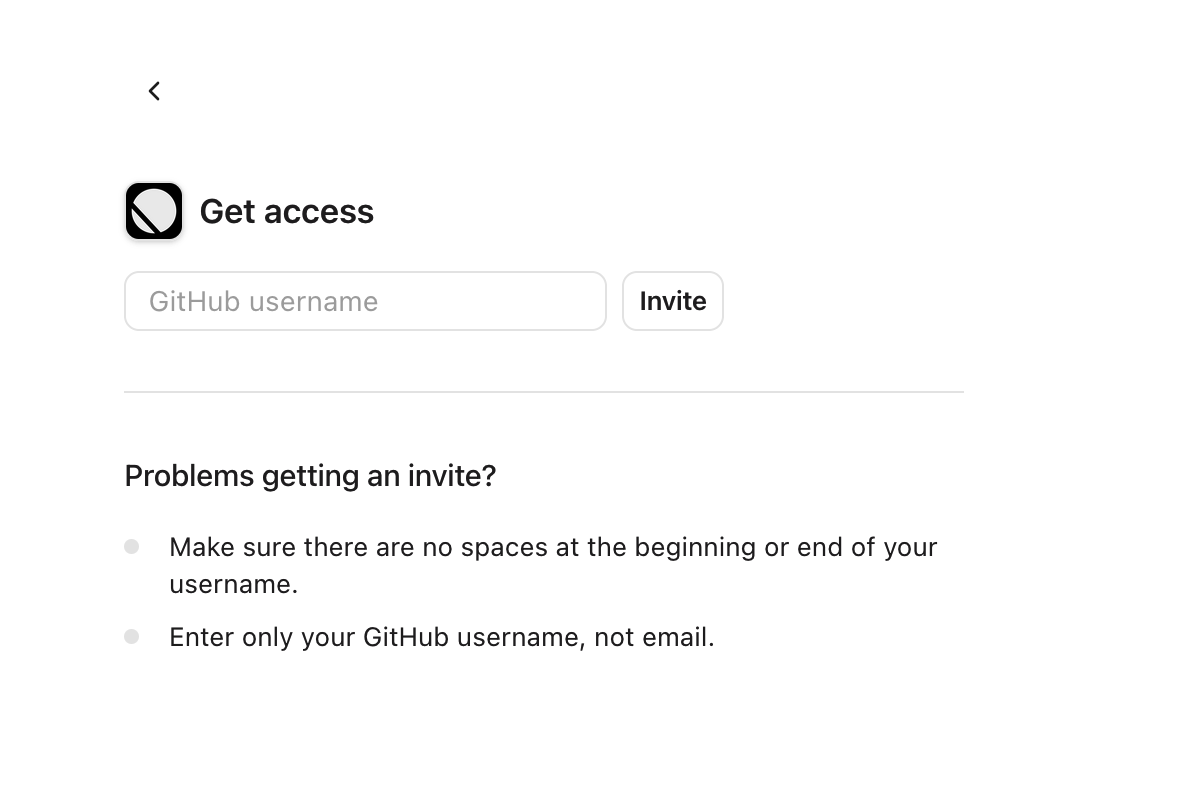 Get access
GitHub username
Invite
Problems getting an invite?
Make sure there are no spaces at the beginning or end of your
username.
Enter only your GitHub username, not email.